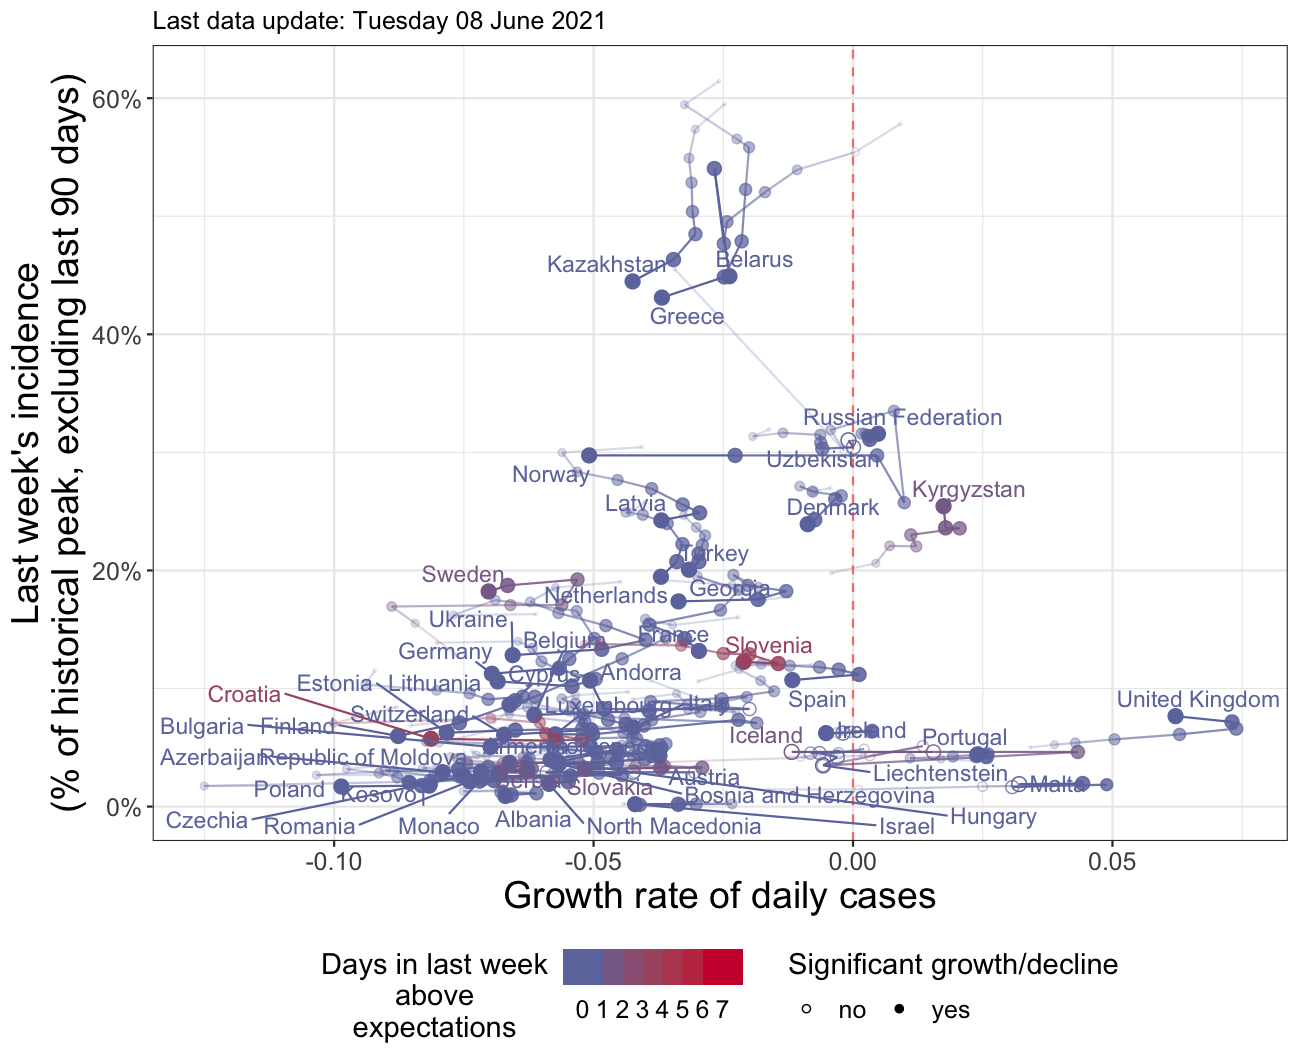 Last data update: Tuesday 08 June 2021
Last week's incidence
(% of historical peak, excluding last 90 days)
60%
40%
20%
0%
Kazakhstan
Belarus
Greece
Russian Federation
Uzbekistan
Norway
Kyrgyzstan
Latvia
Denmark
Turkey
Sweden
Georgia
Netherlands
Ukraine
Belgium
France
Slovenia
Germany
Cyprus
Andorra
Estonia
Lithuania
Croatia
Spain
United Kingdom
Luxembourg
Italy
Switzerland
Bulgaria
Finland
Iceland
Ireland
Portugal
Azerbaijan
Republic of Moldova
Liechtenstein
Austria
Malta
Serbia
Slovakia
Poland
Kosovo
Bosnia and Herzegovina
Czechia
Romania
Monaco
Albania
North Macedonia
Israel
Hungary
-0.10
-0.05
0.00
0.05
Growth rate of daily cases
Days in last week
above
expectations
0 1 2 3 4 5 6 7
Significant growth/decline
no
yes